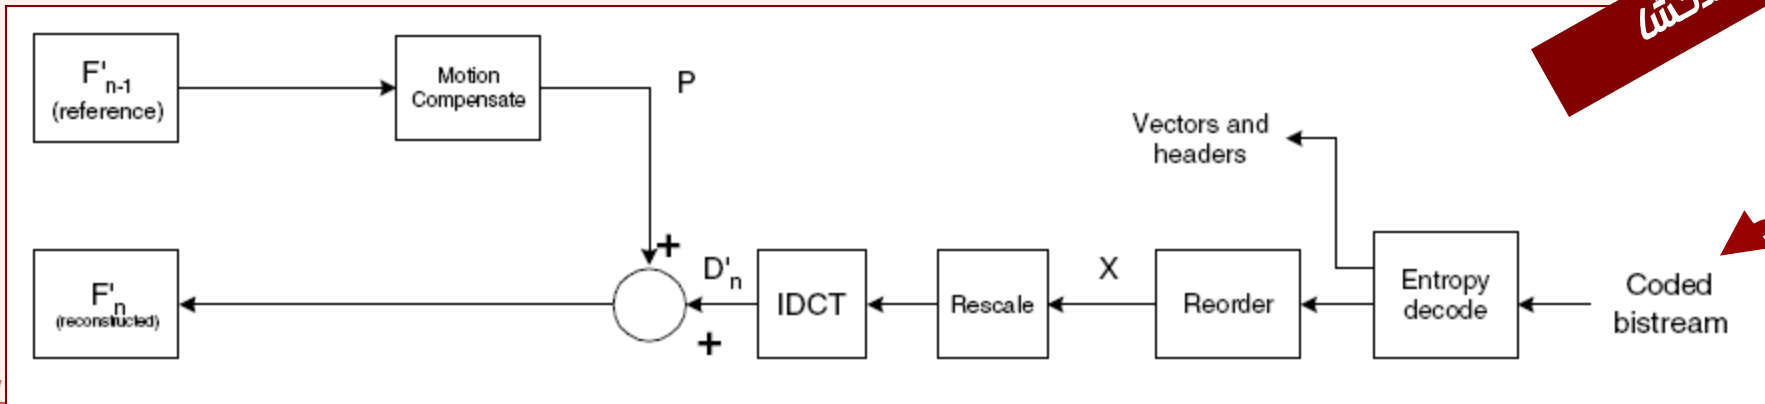 F'n-1
(reference)
Motion
Compensate
P
Vectors and
headers
F'n
(reconstructed)
+
+
D'n
IDCT
Rescale
X
Reorder
Entropy
decode
Coded
bistream